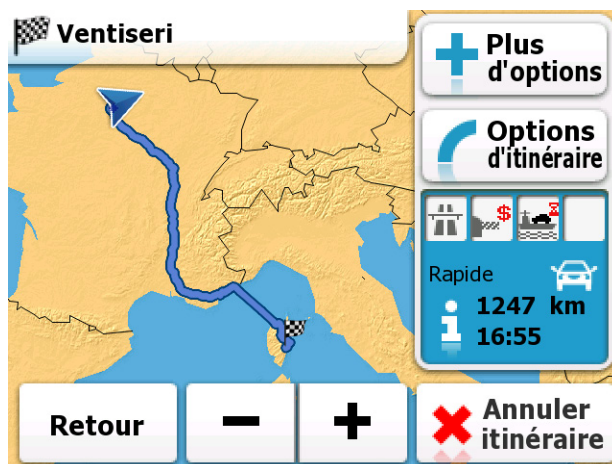 Ventiseri
Plus
d'options
Options
d'itinéraire
$
Rapide
1247 km
16:55
Retour
Annuler
itinéraire